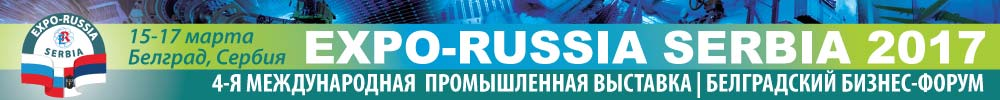 EXPO-RUSSIA
SERBIA
15-17 марта
Белград, Сербия
EXPO-RUSSIA SERBIA 2017
4-Я МЕЖДУНАРОДНАЯ ПРОМЫШЛЕННАЯ ВЫСТАВКА | БЕЛГРАДСКИЙ БИЗНЕС-ФОРУМ